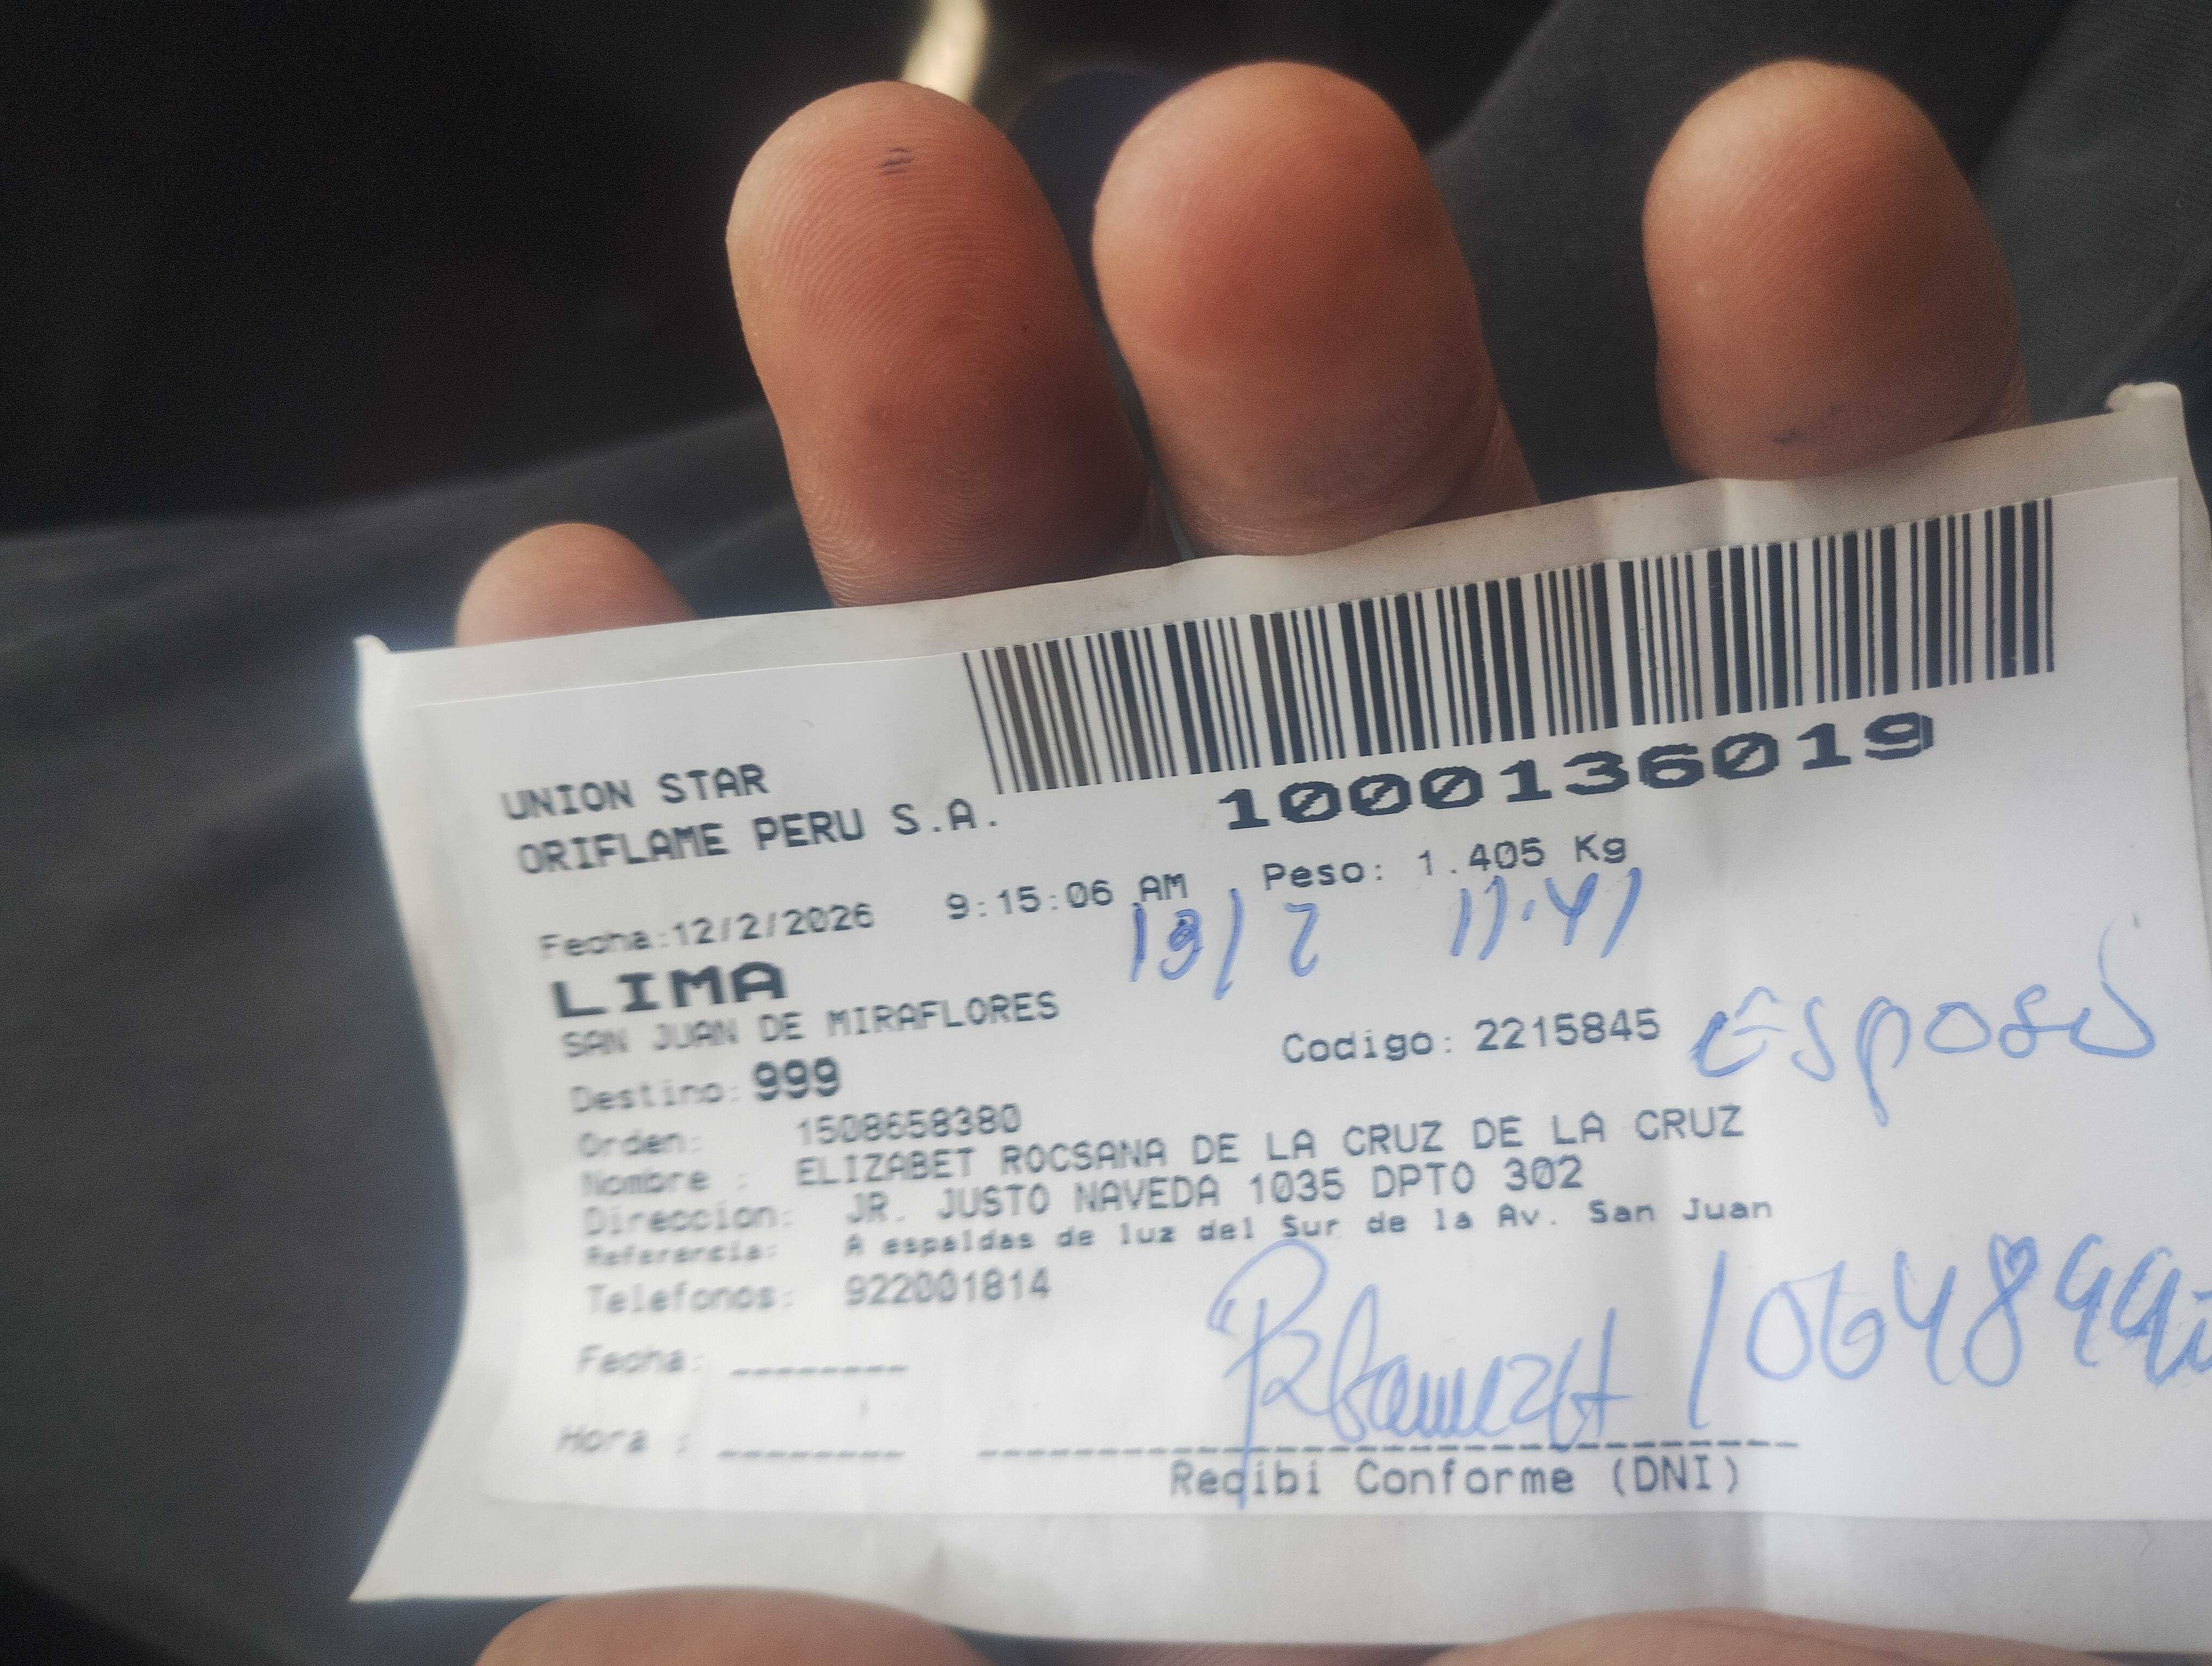 1000136019
UNION STAR
ORIFLAME PERU S.A.
Fecha:12/2/2026 9:15:06 AM Peso: 1.405 Kg
13/2 11:41
LIMA
SAN JUAN DE MIRAFLORES
Destino: 999 Codigo: 2215845 Esposo
Orden: 1508658380
Nombre : ELIZABET ROCSANA DE LA CRUZ DE LA CRUZ
Direccion: JR. JUSTO NAVEDA 1035 DPTO 302
Referencia: A espaldas de luz del Sur de la Av. San Juan
Telefonos: 922001814
Fecha:
Hora :
Recibi Conforme (DNI)